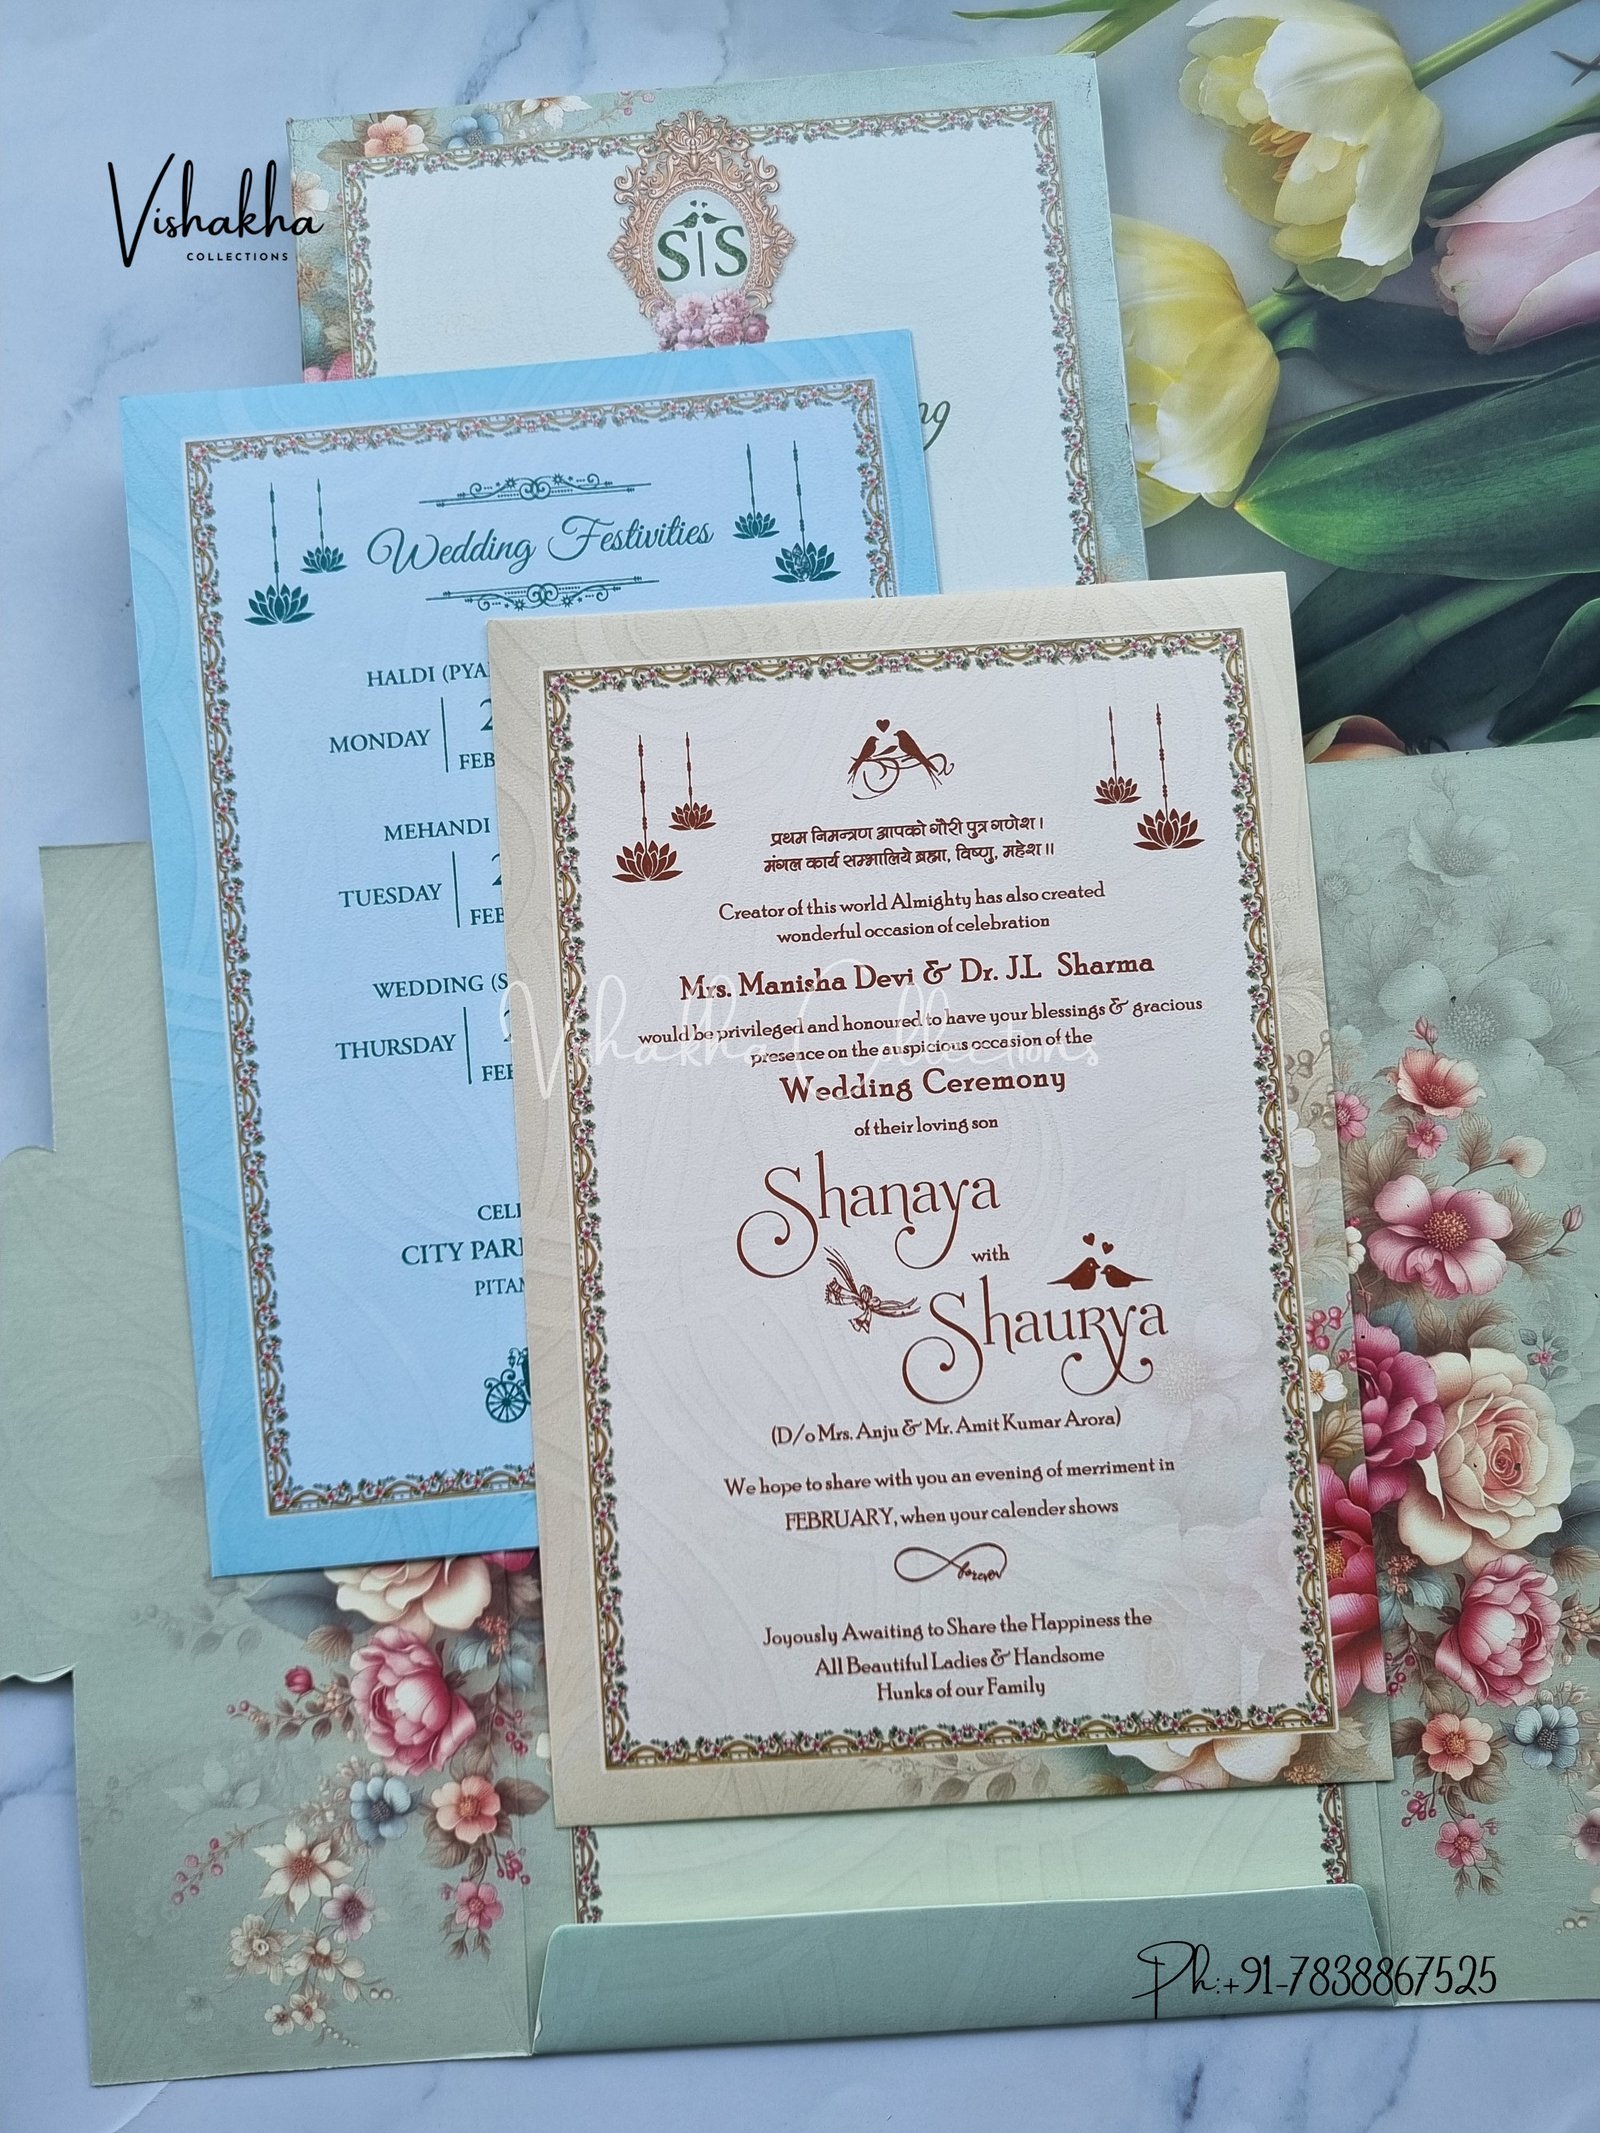 Vishakha
COLLECTIONS
S|S
Wedding Festivities
HALDI
MONDAY
FEB
MEHANDI
TUESDAY
FEB
WEDDING
THURSDAY
CITY
प्रथम निमन्त्रण आपको गौरी पुत्र गणेश।
मंगल कार्य सम्भालिये ब्रह्मा, विष्णु, महेश॥
Creator of this world Almighty has also created
wonderful occasion of celebration
Mrs. Manisha Devi & Dr. J.L Sharma
would be privileged and honoured to have your blessings & gracious
presence on the auspicious occasion of the
Vishakha Collections
Wedding Ceremony
of their loving son
Shanaya
with
Shaurya
(D/o Mrs. Anju & Mr. Amit Kumar Arora)
We hope to share with you an evening of merriment in
FEBRUARY, when your calender shows
forever
Joyously Awaiting to Share the Happiness the
All Beautiful Ladies & Handsome
Hunks of our Family
Ph:+91-7838867525